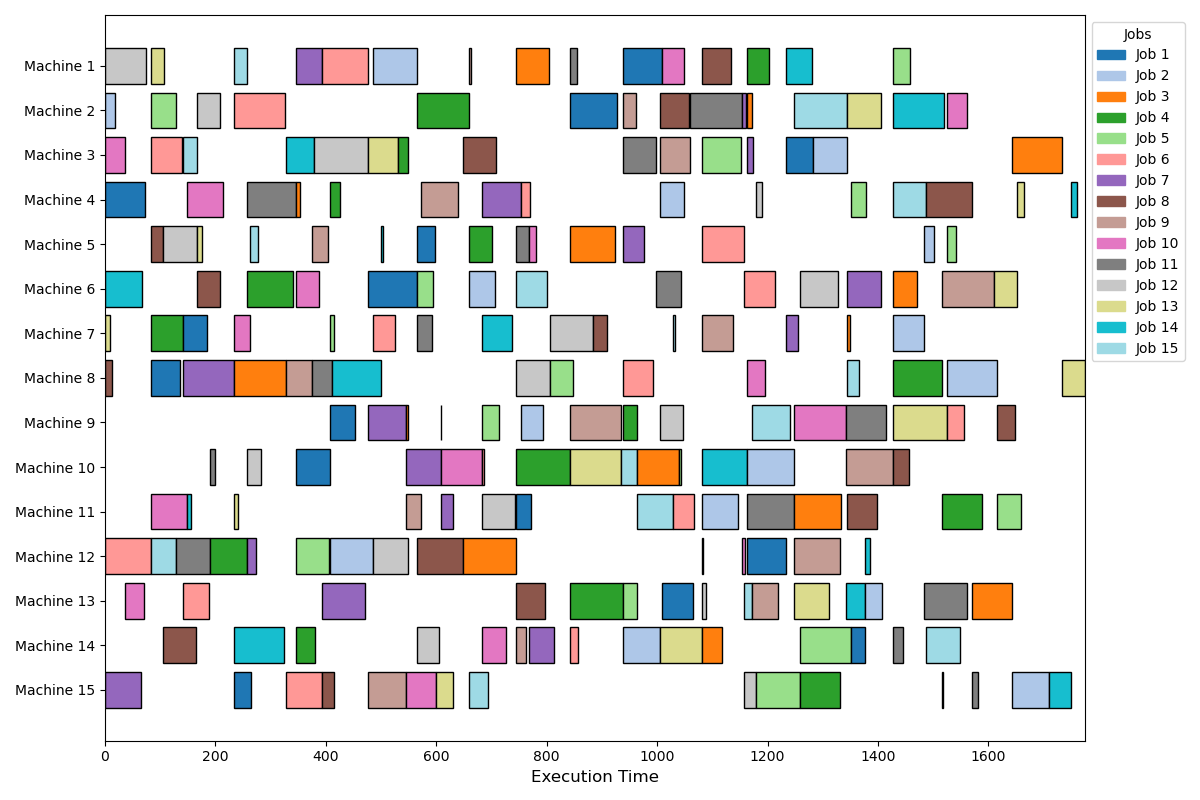 Machine 1
Machine 2
Machine 3
Machine 4
Machine 5
Machine 6
Machine 7
Machine 8
Machine 9
Machine 10
Machine 11
Machine 12
Machine 13
Machine 14
Machine 15
0 200 400 600 800 1000 1200 1400 1600
Execution Time
Jobs
Job 1
Job 2
Job 3
Job 4
Job 5
Job 6
Job 7
Job 8
Job 9
Job 10
Job 11
Job 12
Job 13
Job 14
Job 15